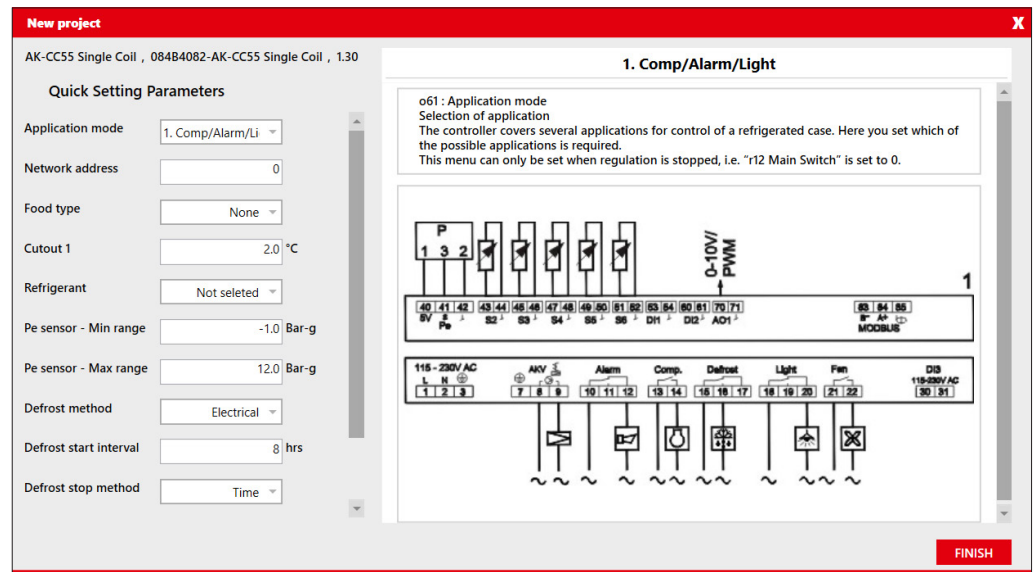 New project
X
AK-CC55 Single Coil , 084B4082-AK-CC55 Single Coil , 1.30
Quick Setting Parameters
Application mode
1. Comp/Alarm/Li
Network address
0
Food type
None
Cutout 1
2.0 °C
Refrigerant
Not seleted
Pe sensor - Min range
-1.0 Bar-g
Pe sensor - Max range
12.0 Bar-g
Defrost method
Electrical
Defrost start interval
8 hrs
Defrost stop method
Time
1. Comp/Alarm/Light
o61 : Application mode
Selection of application
The controller covers several applications for control of a refrigerated case. Here you set which of
the possible applications is required.
This menu can only be set when regulation is stopped, i.e. “r12 Main Switch” is set to 0.
P
1 3 2
0-10V/
PWM
1
40 41 42 43 44 45 46 47 48 49 50 51 52 53 54 60 61 70 71 63 64 65
5V s Pe S2 S3 S4 S5 S6 DI1 DI2 AO1 B- A+
MODBUS
115 - 230V AC AKV Alarm Comp. Defrost Light Fan DI3
L N 115-230V AC
1 2 3 7 8 9 10 11 12 13 14 15 16 17 18 19 20 21 22 30 31
FINISH